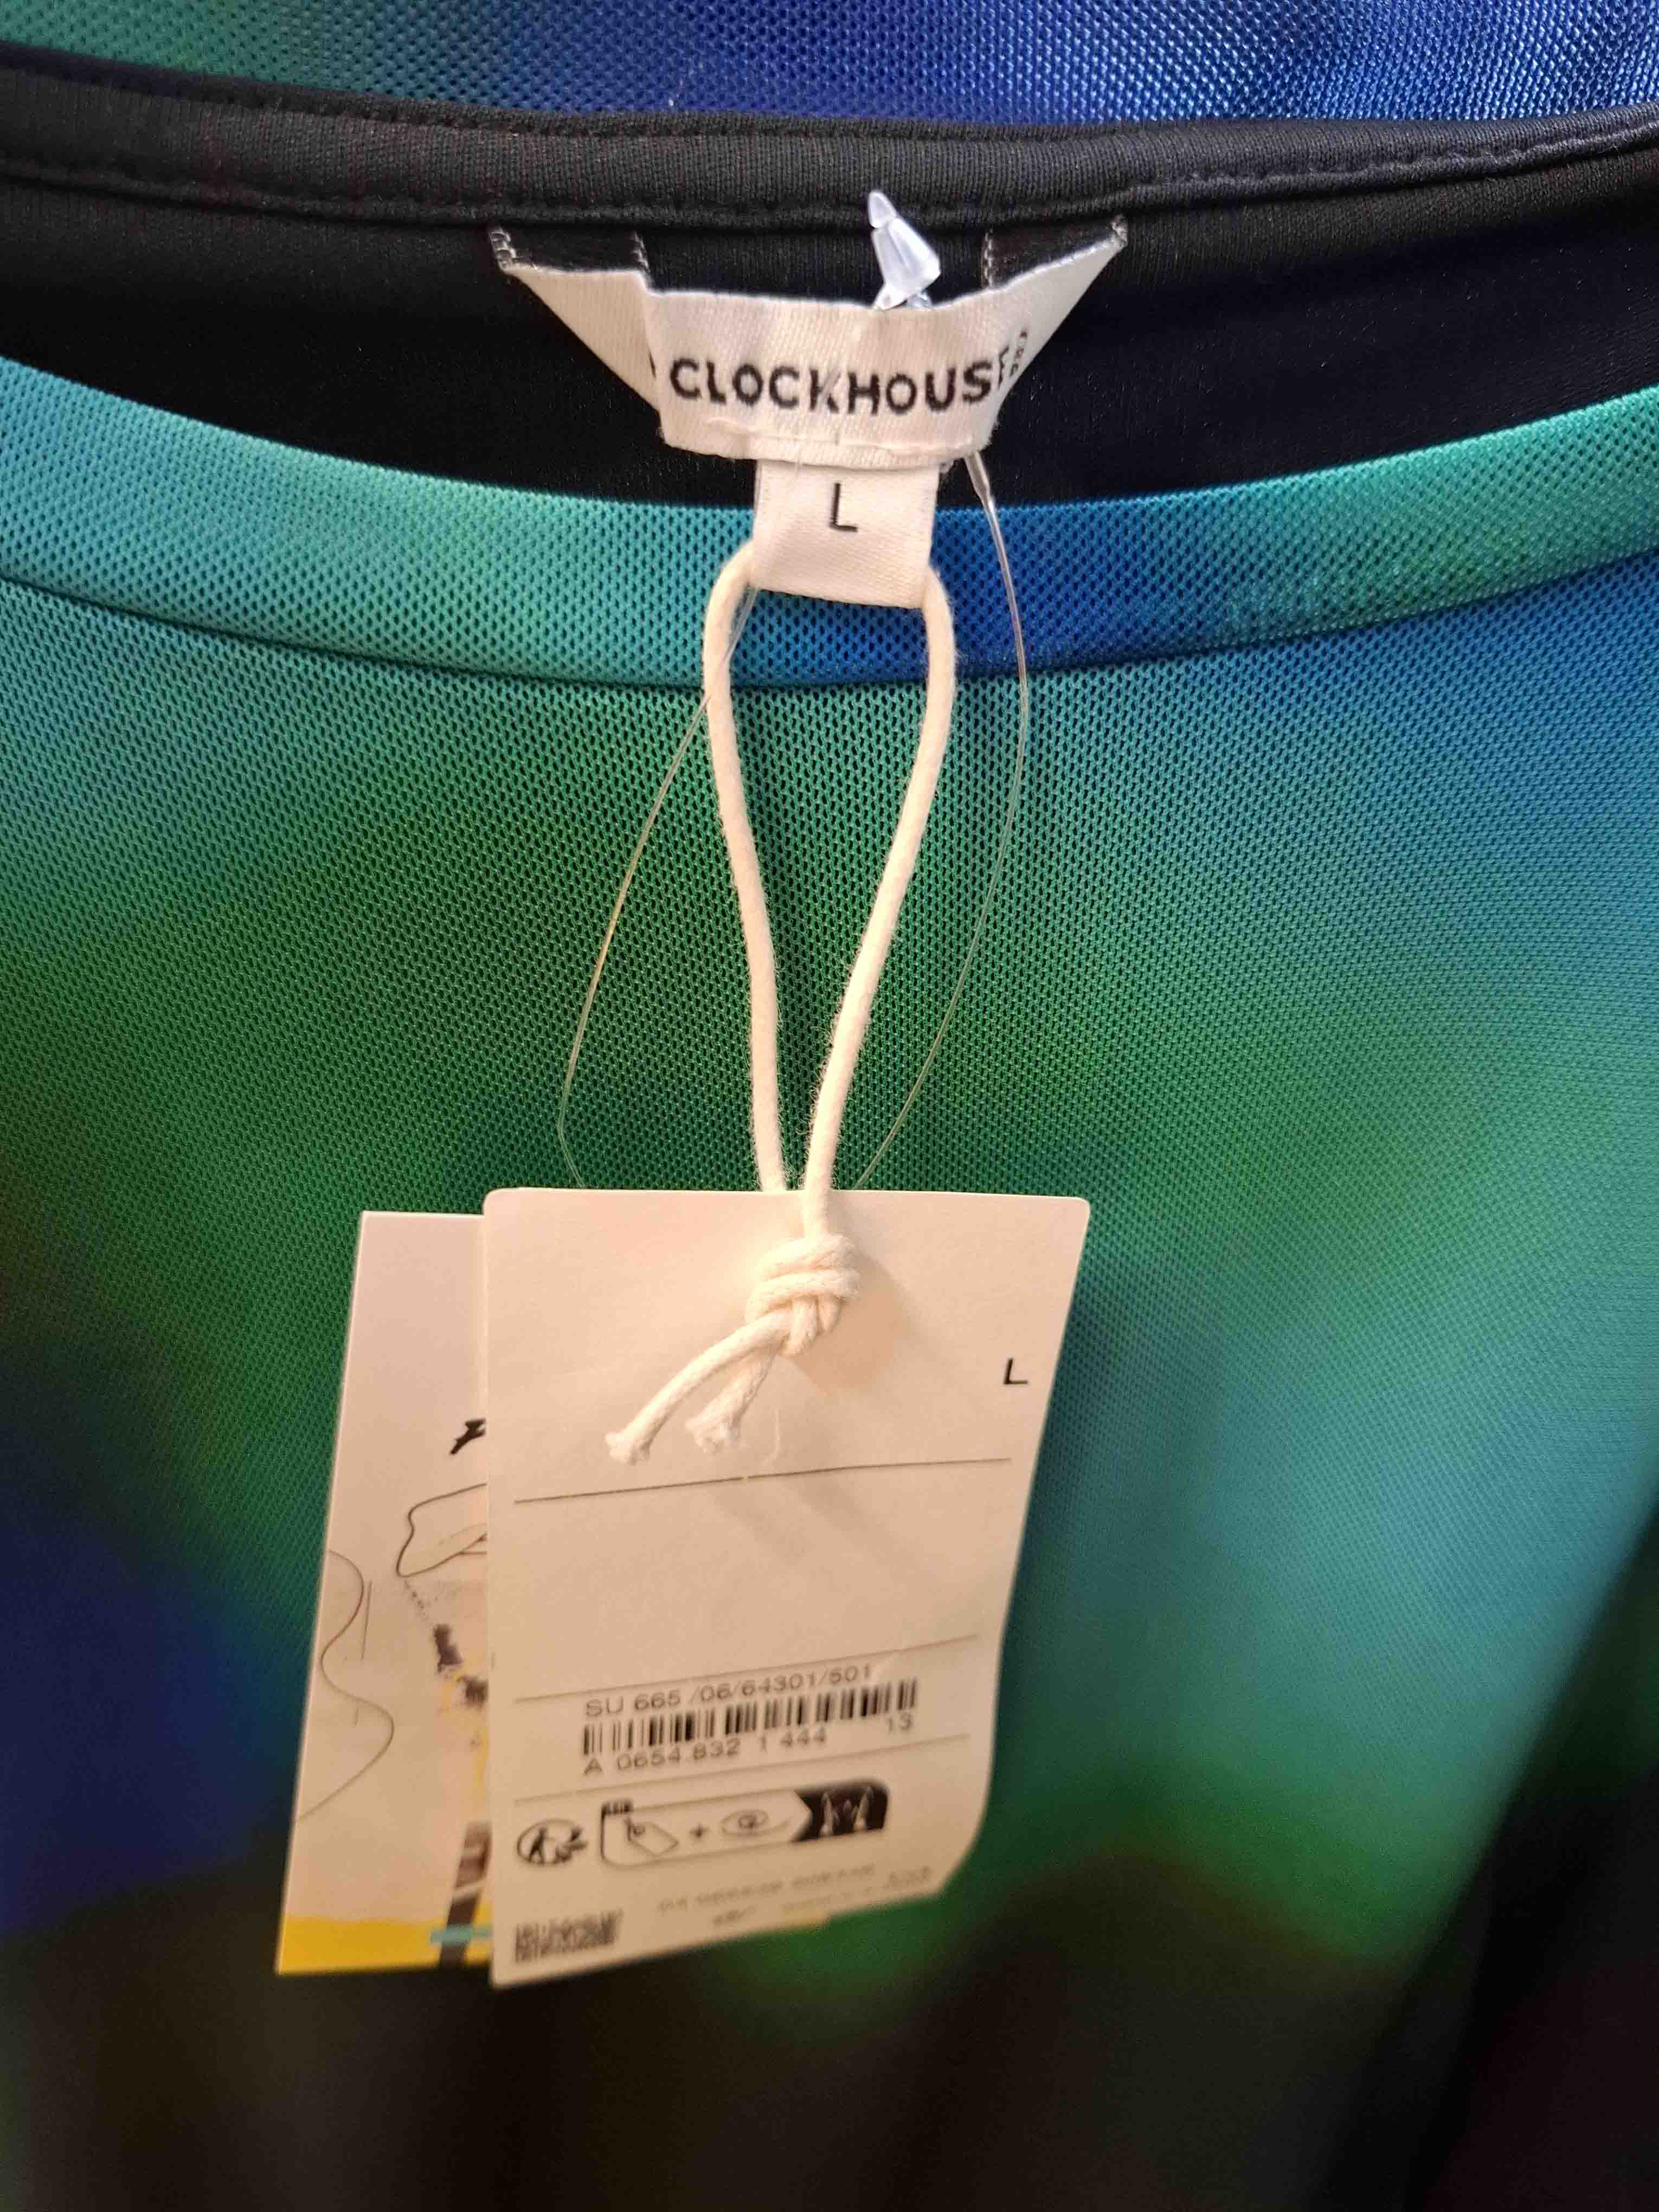 CLOCKHOUSE
L
L
SU 665 /06/64301/501
A 0654.832 1 444 13